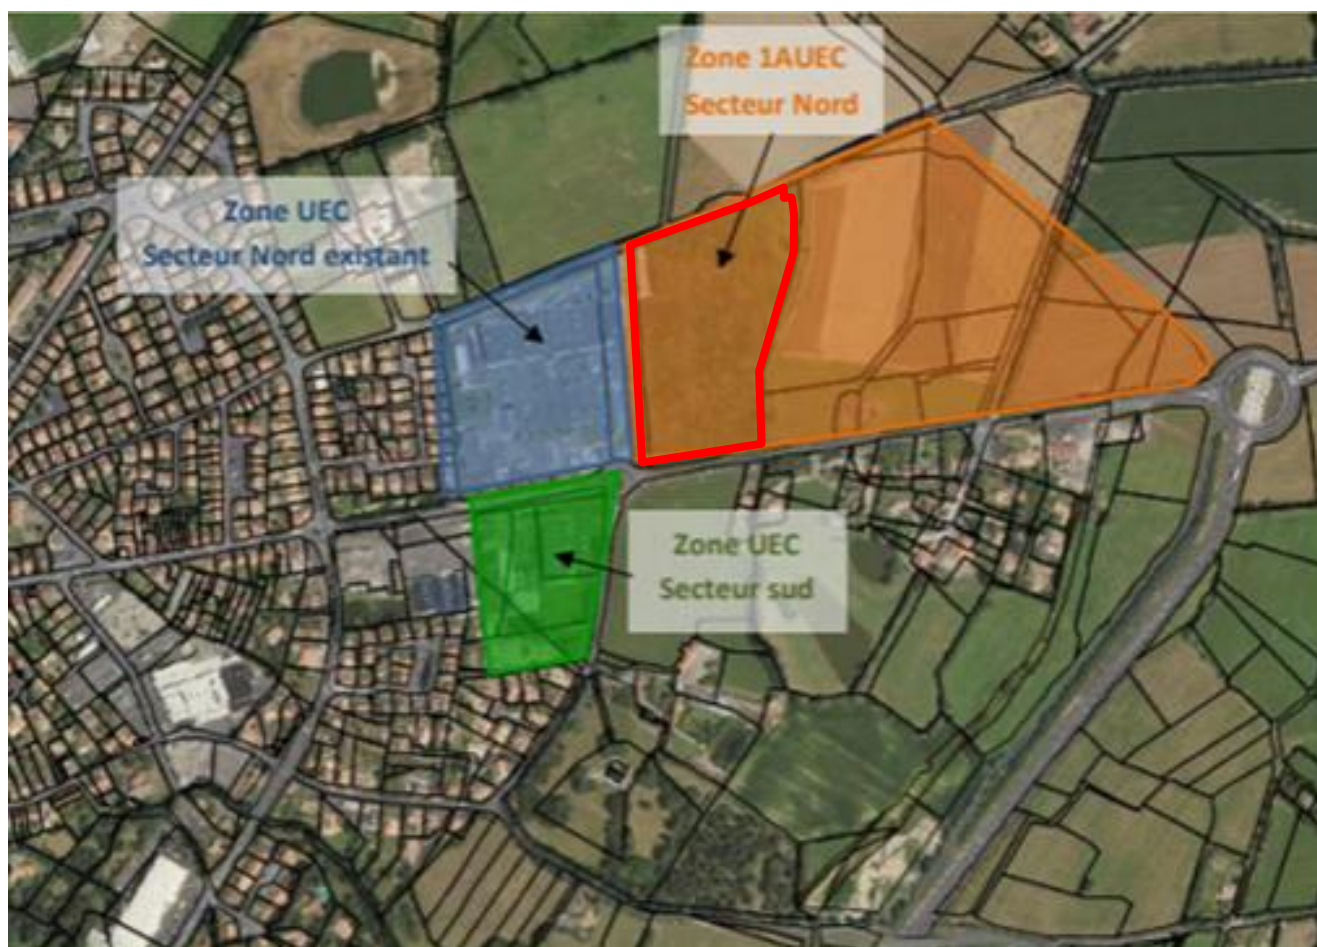 Zone 1AUEC
Secteur Nord
Zone UEC
Secteur Nord existant
Zone UEC
Secteur sud